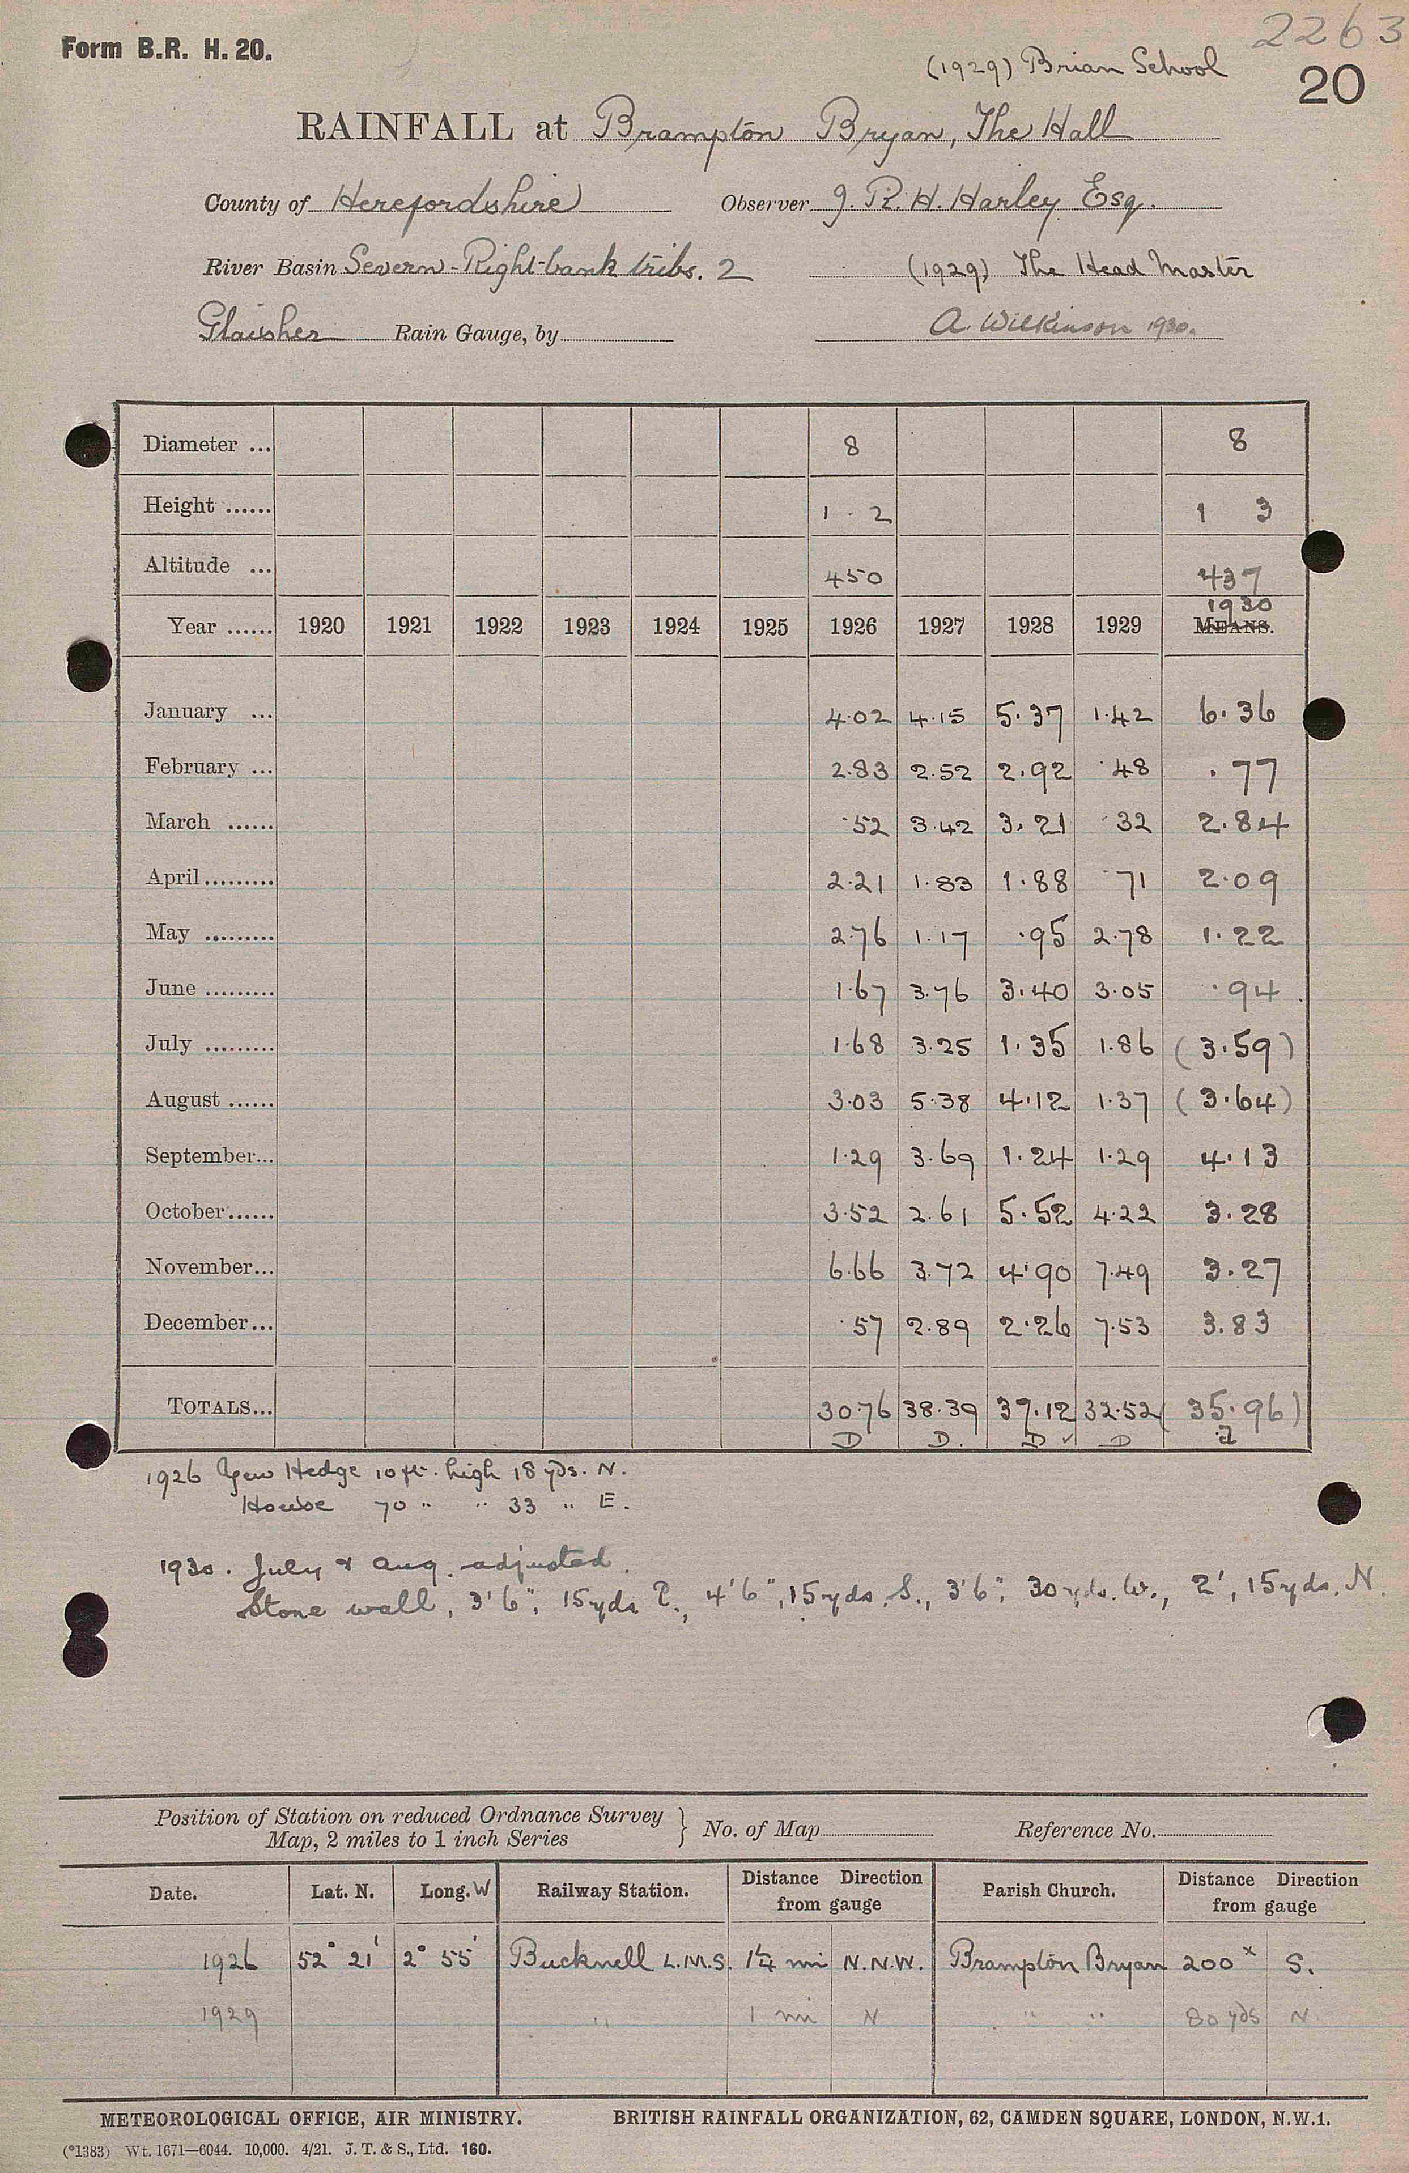 2263
Form B.R. H. 20.
(1929) Brian School
20
RAINFALL at Brampton Bryan, The Hall
County of Herefordshire Observer J. R. H. Harley Esq.
River Basin Severn - Right bank tribs. 2 (1929) The Head Master
Glaisher Rain Gauge, by A. Wilkinson 1930.
Diameter ... 8 8
Height ...... 1 - 2 1 3
Altitude ... 450 437
1930
Year ...... 1920 1921 1922 1923 1924 1925 1926 1927 1928 1929 MEANS.
January ... 4.02 4.15 5.37 1.42 6.36
February ... 2.83 2.52 2.92 .48 .77
March ...... .52 3.42 3.21 .32 2.84
April ......... 2.21 1.83 1.88 .71 2.09
May ......... 2.76 1.17 .95 2.78 1.22
June ......... 1.67 3.76 3.40 3.05 .94
July ......... 1.68 3.25 1.35 1.86 (3.59)
August ...... 3.03 5.38 4.12 1.37 (3.64)
September... 1.29 3.69 1.24 1.29 4.13
October...... 3.52 2.61 5.52 4.22 3.28
November... 6.66 3.72 4.90 7.49 3.27
December... .57 2.89 2.26 7.53 3.83
TOTALS... 30.76 38.39 37.12 32.52 (35.96)
D D. D ✓ D
1926 Yew Hedge 10 ft. high 18 yds. N.
House 70 " " 33 " E.
1930. July & Aug. adjusted.
Stone wall, 3'6", 15 yds E., 4'6", 15 yds. S., 3'6", 30 yds. W., 2', 15 yds. N.
Position of Station on reduced Ordnance Survey
Map, 2 miles to 1 inch Series } No. of Map Reference No.
Date. Lat. N. Long. W Railway Station. Distance Direction from gauge Parish Church. Distance Direction from gauge
1926 52° 21' 2° 55' Bucknell L.M.S. 1¼ mi N.N.W. Brampton Bryan 200 x S.
1929 " 1 mi N " " 80 yds N.
METEOROLOGICAL OFFICE, AIR MINISTRY. BRITISH RAINFALL ORGANIZATION, 62, CAMDEN SQUARE, LONDON, N.W.1.
(*1383) Wt. 1671—6044. 10,000. 4/21. J. T. & S., Ltd. 160.